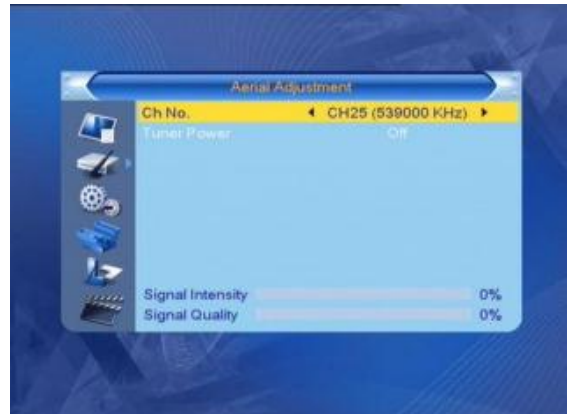 Aerial Adjustment
Ch No. CH25 (539000 KHz)
Tuner Power Off
Signal Intensity 0%
Signal Quality 0%